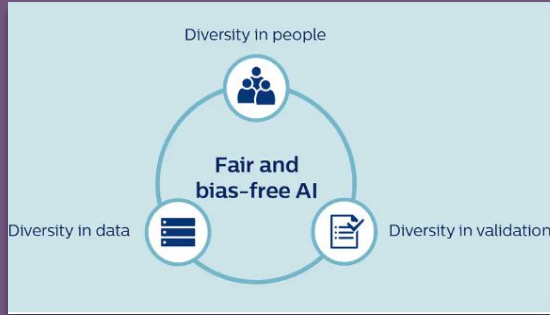 Diversity in people
Fair and
bias-free AI
Diversity in data
Diversity in validation